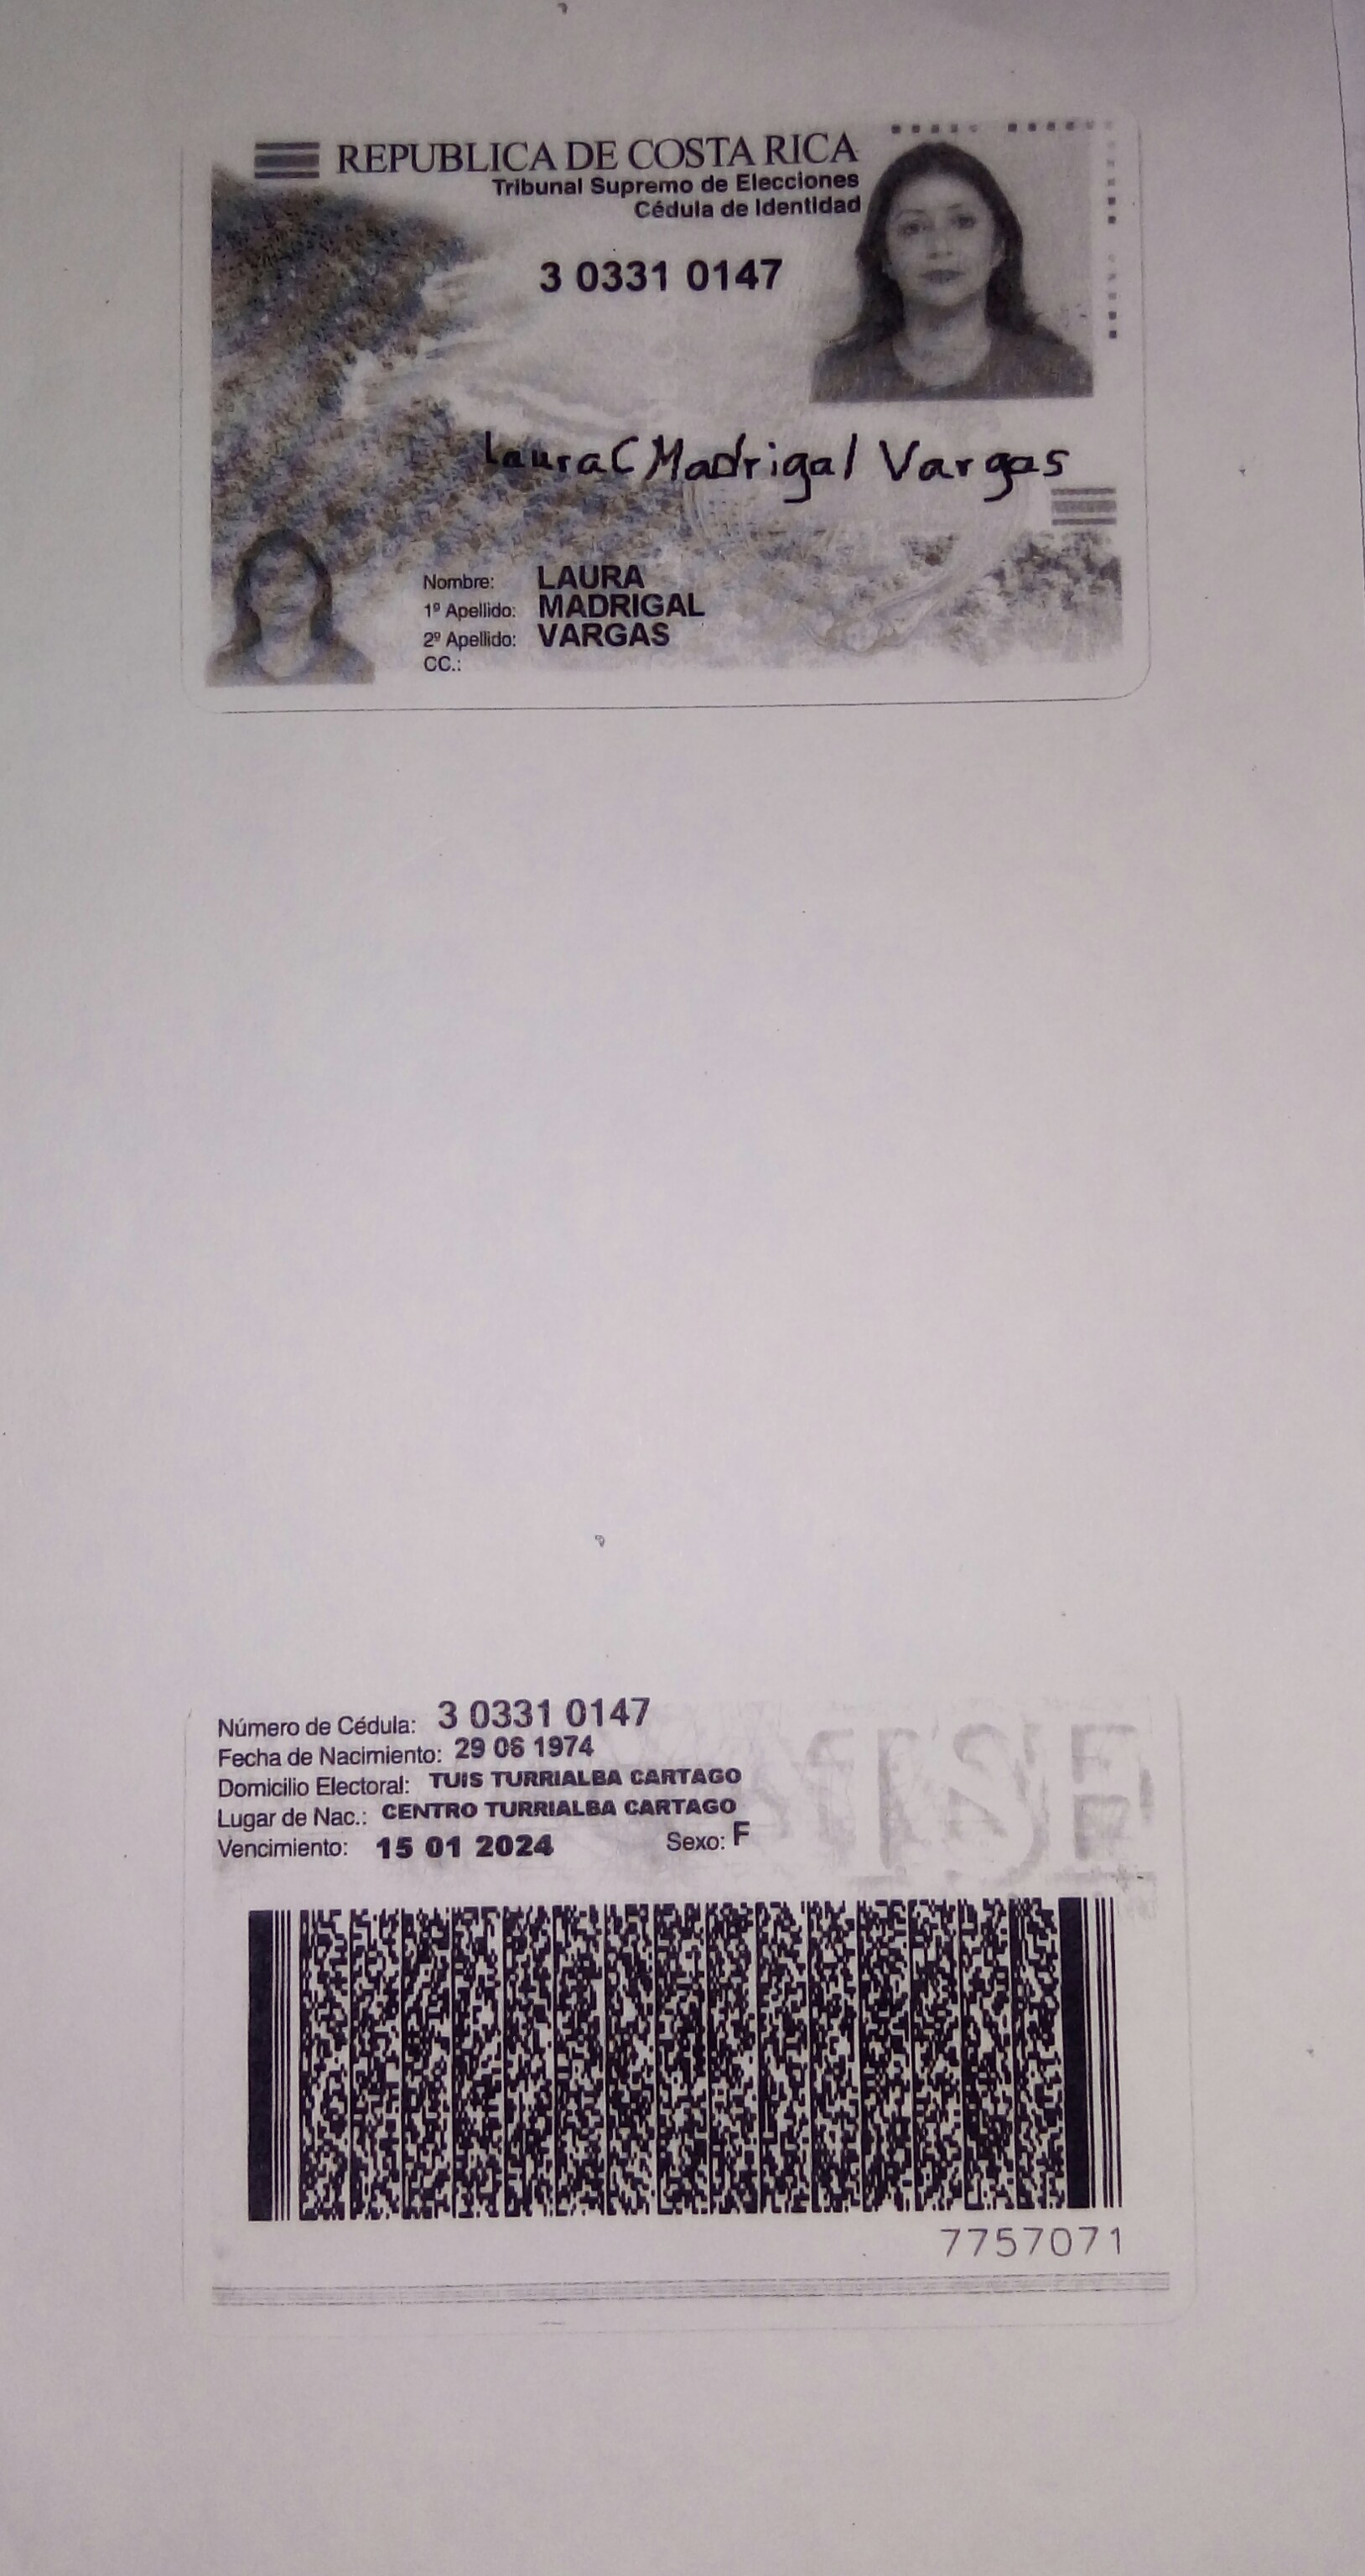 REPUBLICA DE COSTA RICA
Tribunal Supremo de Elecciones
Cédula de Identidad
3 0331 0147
Laura C Madrigal Vargas
Nombre: LAURA
1º Apellido: MADRIGAL
2º Apellido: VARGAS
CC.:
Número de Cédula: 3 0331 0147
Fecha de Nacimiento: 29 06 1974
Domicilio Electoral: TUIS TURRIALBA CARTAGO
Lugar de Nac.: CENTRO TURRIALBA CARTAGO
Vencimiento: 15 01 2024 Sexo: F
7757071